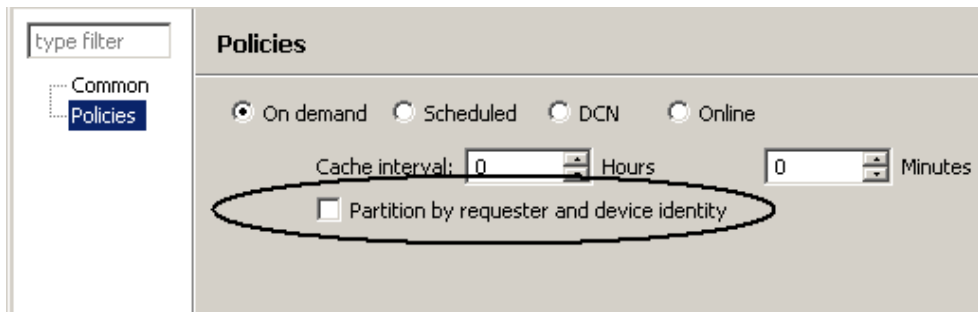 type filter
Policies
Common
Policies
On demand Scheduled DCN Online
Cache interval: 0 Hours 0 Minutes
Partition by requester and device identity